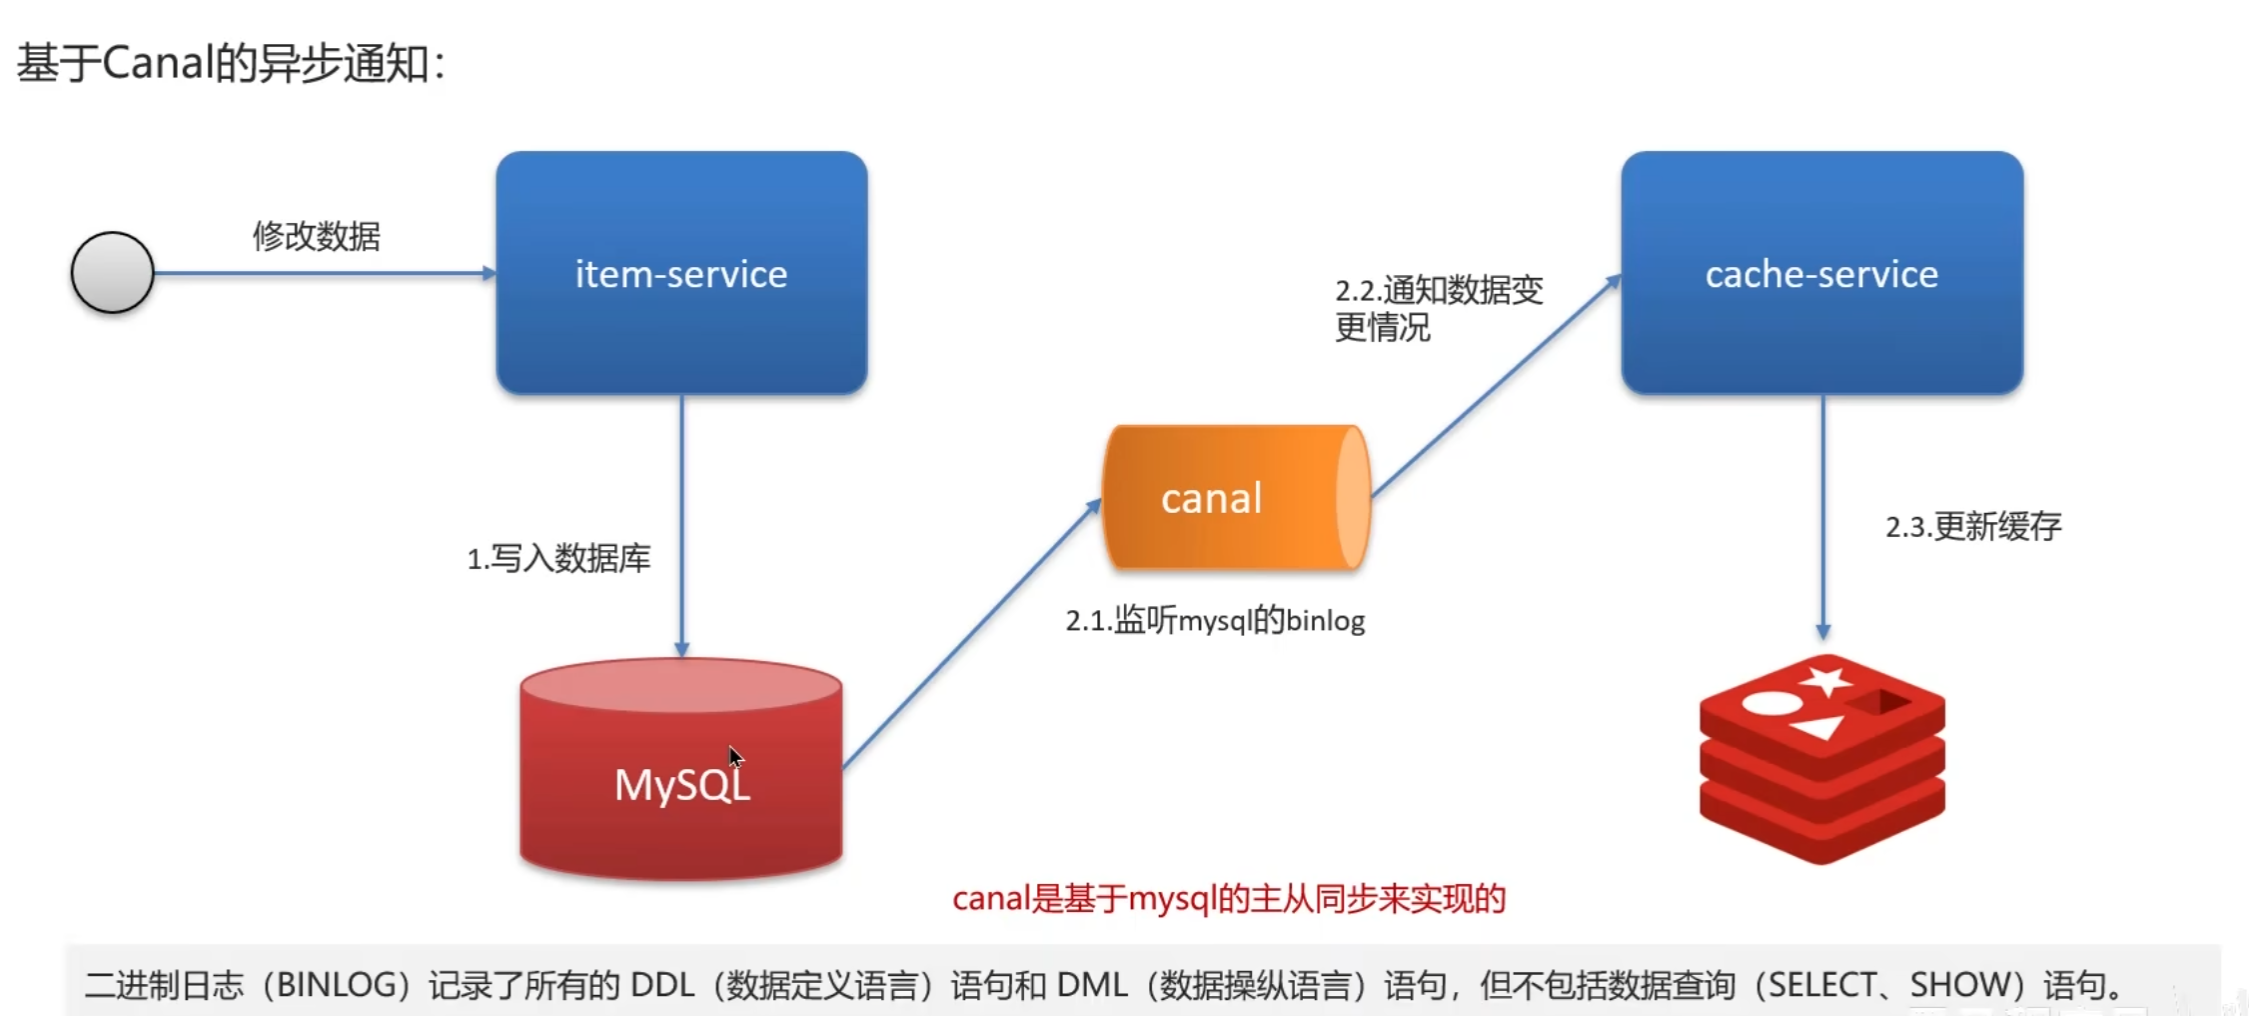 基于Canal的异步通知：
修改数据
item-service
cache-service
2.2.通知数据变
更情况
canal
1.写入数据库
2.3.更新缓存
2.1.监听mysql的binlog
MySQL
canal是基于mysql的主从同步来实现的
二进制日志（BINLOG）记录了所有的 DDL（数据定义语言）语句和 DML（数据操纵语言）语句，但不包括数据查询（SELECT、SHOW）语句。